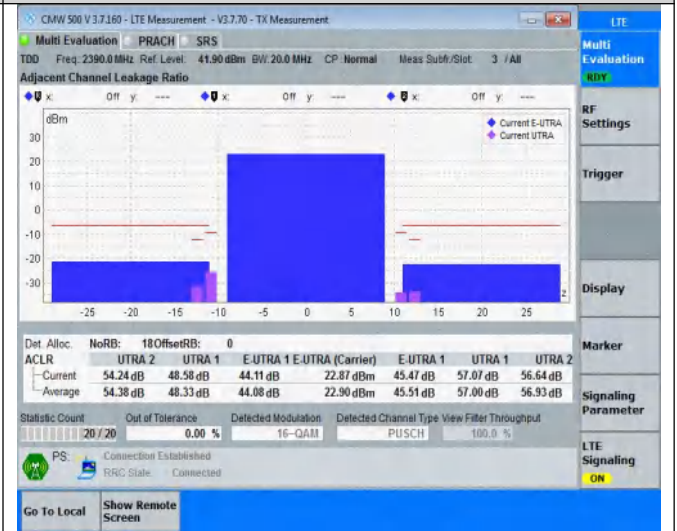 CMW 500 V 3.7.160 - LTE Measurement - V3.7.70 - TX Measurement
LTE
Multi Evaluation PRACH SRS
TDD Freq: 2390.0 MHz Ref. Level: 41.90 dBm BW: 20.0 MHz CP: Normal Meas Subfr./Slot: 3 / All
Adjacent Channel Leakage Ratio
x: Off y: --- x: Off y: --- x: Off y: ---
dBm
Current E-UTRA
Current UTRA
30
20
10
0
-10
-20
-30
z
-25 -20 -15 -10 -5 0 5 10 15 20 25
Det. Alloc. NoRB: 18OffsetRB: 0
ACLR UTRA 2 UTRA 1 E-UTRA 1 E-UTRA (Carrier) E-UTRA 1 UTRA 1 UTRA 2
Current 54.24 dB 48.58 dB 44.11 dB 22.87 dBm 45.47 dB 57.07 dB 56.64 dB
Average 54.38 dB 48.33 dB 44.08 dB 22.90 dBm 45.51 dB 57.00 dB 56.93 dB
Statistic Count Out of Tolerance Detected Modulation Detected Channel Type View Filter Throughput
20 / 20 0.00 % 16-QAM PUSCH 100.0 %
PS: Connection Established
RRC State Connected
Multi
Evaluation
RDY
RF
Settings
Trigger
Display
Marker
Signaling
Parameter
LTE
Signaling
ON
Go To Local
Show Remote
Screen